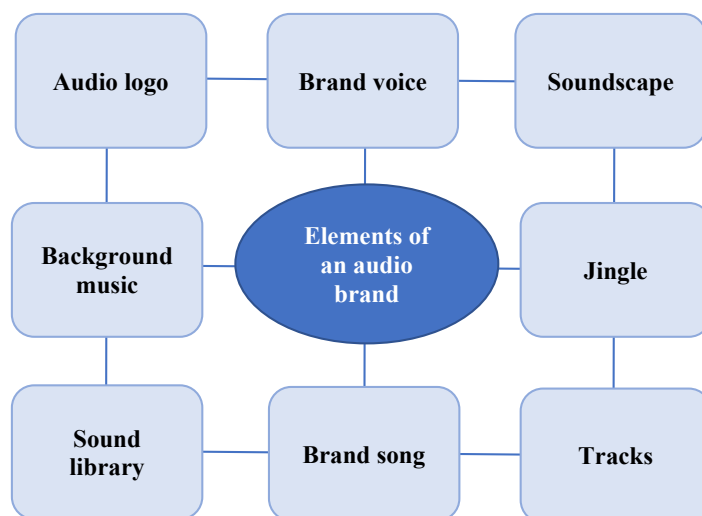 Audio logo
Brand voice
Soundscape
Background
music
Elements of
an audio
brand
Jingle
Sound
library
Brand song
Tracks